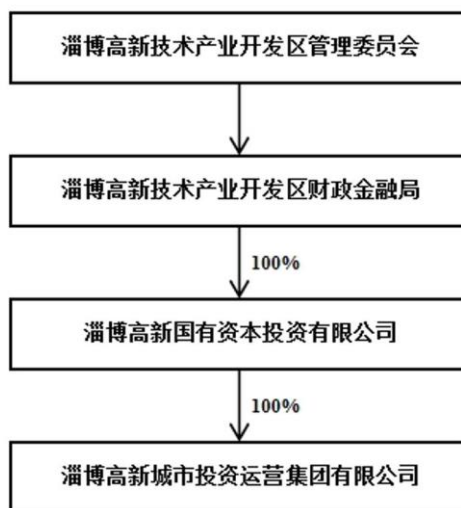 淄博高新技术产业开发区管理委员会
淄博高新技术产业开发区财政金融局
100%
淄博高新国有资本投资有限公司
100%
淄博高新城市投资运营集团有限公司